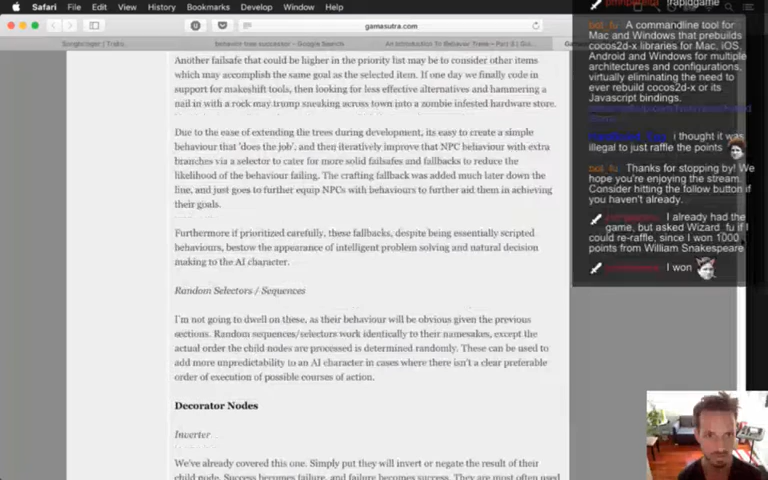 Safari File Edit View History Bookmarks Develop Window Help
gamasutra.com
behavior tree successor - Google Search
An Introduction To Behavior Trees – Part 3 | Gu...
Another failsafe that could be higher in the priority list may be to consider other items
which may accomplish the same goal as the selected item. If one day we finally code in
support for makeshift tools, then looking for less effective alternatives and hammering a
nail in with a rock may trump sneaking across town into a zombie infested hardware store.
Due to the ease of extending the trees during development, its easy to create a simple
behaviour that 'does the job', and then iteratively improve that NPC behaviour with extra
branches via a selector to cater for more solid failsafes and fallbacks to reduce the
likelihood of the behaviour failing. The crafting fallback was added much later down the
line, and just goes to further equip NPCs with behaviours to further aid them in achieving
their goals.
Furthermore if prioritized carefully, these fallbacks, despite being essentially scripted
behaviours, bestow the appearance of intelligent problem solving and natural decision
making to the AI character.
Random Selectors / Sequences
I'm not going to dwell on these, as their behaviour will be obvious given the previous
sections. Random sequences/selectors work identically to their namesakes, except the
actual order the child nodes are processed is determined randomly. These can be used to
add more unpredictability to an AI character in cases where there isn't a clear preferable
order of execution of possible courses of action.
Decorator Nodes
Inverter
We've already covered this one. Simply put they will invert or negate the result of their
child node. Success becomes failure, and failure becomes success. They are most often used
!rapidgame
bot_fu A commandline tool for
Mac and Windows that prebuilds
cocos2d-x libraries for Mac, iOS,
Android and Windows for multiple
architectures and configurations,
virtually eliminating the need to
ever rebuild cocos2d-x or its
Javascript bindings.
i thought it was
illegal to just raffle the points
bot_fu Thanks for stopping by! We
hope you're enjoying the stream.
Consider hitting the follow button if
you haven't already.
I already had the
game, but asked Wizard_fu if I
could re-raffle, since I won 1000
points from William Snakespeare
I won